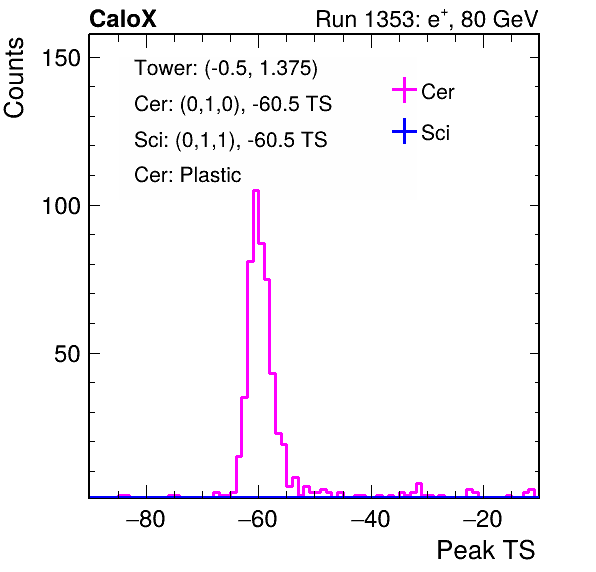 CaloX Run 1353: e⁺, 80 GeV
Counts
150
100
50
Tower: (-0.5, 1.375)
Cer: (0,1,0), -60.5 TS
Sci: (0,1,1), -60.5 TS
Cer: Plastic
Cer
Sci
−80 −60 −40 −20
Peak TS